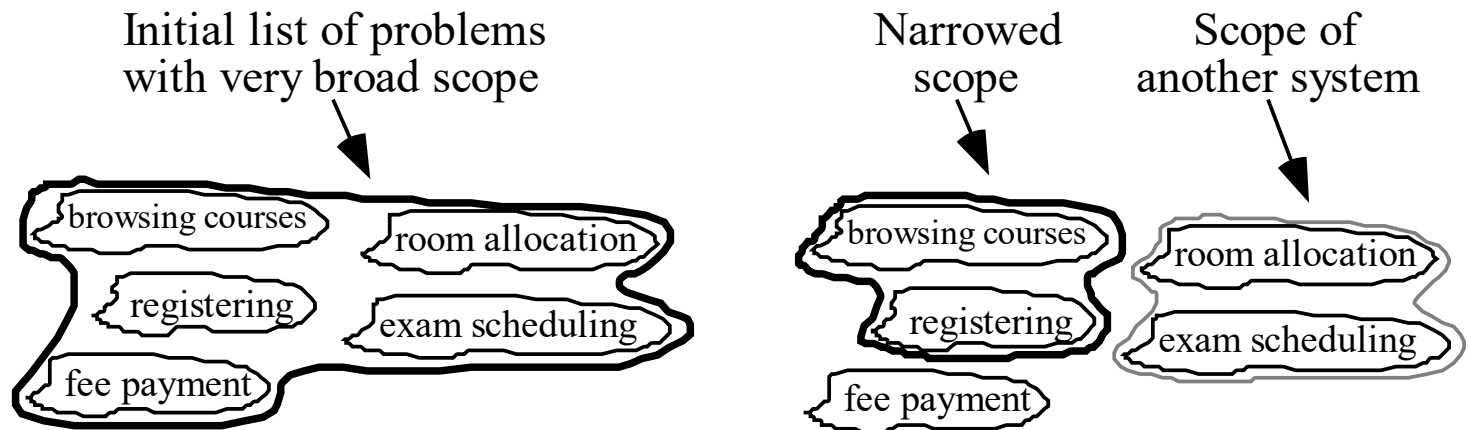 Initial list of problems
with very broad scope
browsing courses
room allocation
registering
exam scheduling
fee payment
Narrowed
scope
Scope of
another system
browsing courses
room allocation
registering
exam scheduling
fee payment